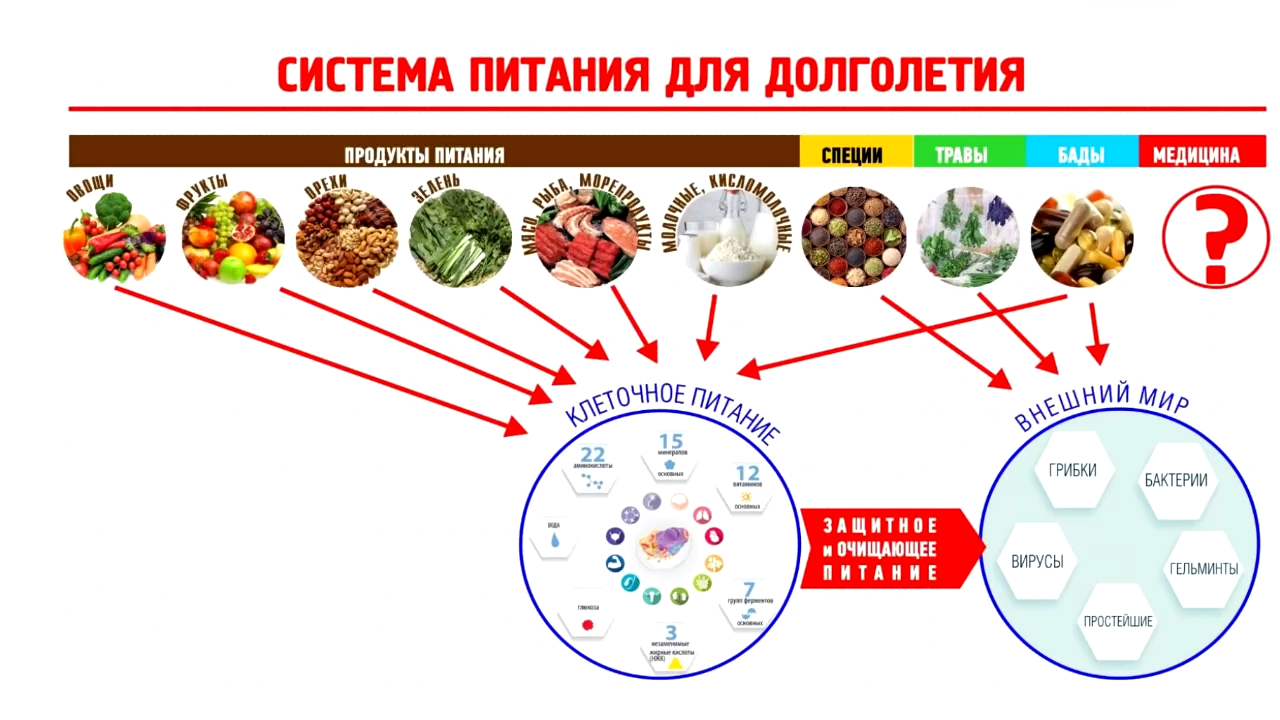 СИСТЕМА ПИТАНИЯ ДЛЯ ДОЛГОЛЕТИЯ
ПРОДУКТЫ ПИТАНИЯ
СПЕЦИИ
ТРАВЫ
БАДЫ
МЕДИЦИНА
ОВОЩИ
ФРУКТЫ
ОРЕХИ
ЗЕЛЕНЬ
МЯСО, РЫБА, МОРЕПРОДУКТЫ
МОЛОЧНЫЕ, КИСЛОМОЛОЧНЫЕ
?
КЛЕТОЧНОЕ ПИТАНИЕ
22
аминокислоты
15
минералов
основных
12
витаминов
основных
вода
глюкоза
7
групп ферментов
основных
3
незаменимые
жирные кислоты
(НЖК)
ЗАЩИТНОЕ
и ОЧИЩАЮЩЕЕ
ПИТАНИЕ
ВНЕШНИЙ МИР
ГРИБКИ
БАКТЕРИИ
ВИРУСЫ
ГЕЛЬМИНТЫ
ПРОСТЕЙШИЕ